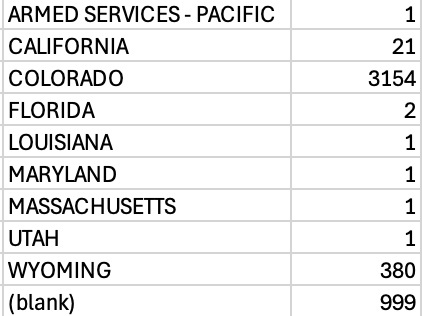 ARMED SERVICES - PACIFIC 1
CALIFORNIA 21
COLORADO 3154
FLORIDA 2
LOUISIANA 1
MARYLAND 1
MASSACHUSETTS 1
UTAH 1
WYOMING 380
(blank) 999